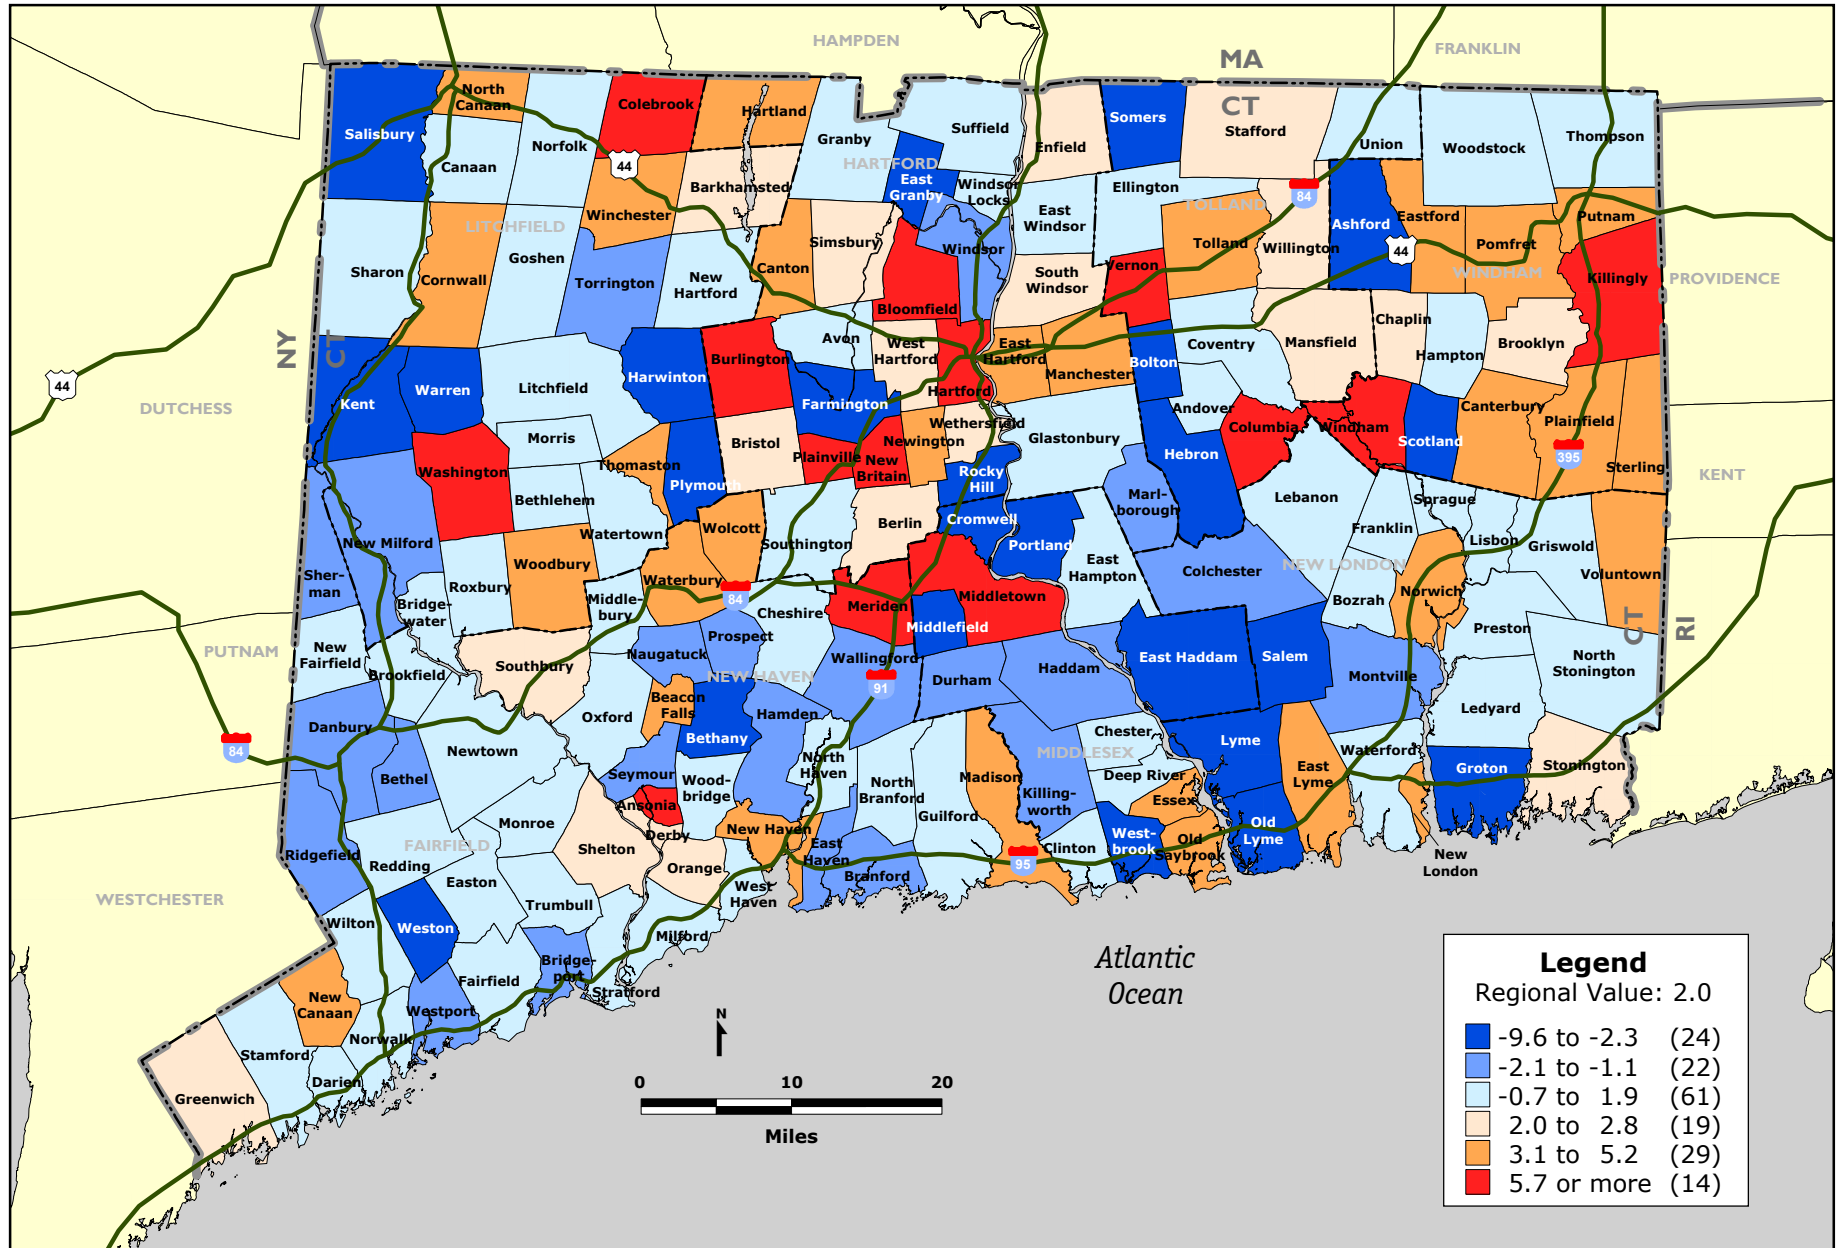 HAMPDEN
MA
FRANKLIN
CT
North
Canaan
Colebrook
Hartland
Salisbury
Somers
Suffield
Stafford
Granby
Thompson
Norfolk
Enfield
Union
Woodstock
Canaan
HARTFORD
44
East
Granby
Windsor
Locks
Ellington
Barkhamsted
84
TOLLAND
Winchester
East
Windsor
Ashford
Eastford
Putnam
LITCHFIELD
Simsbury
Windsor
Tolland
Willington
44
Pomfret
Goshen
Sharon
Canton
Vernon
WINDHAM
Killingly
PROVIDENCE
Cornwall
Torrington
New
Hartford
South
Windsor
Bloomfield
Chaplin
NY
CT
Avon
West
Hartford
East
Hartford
Coventry
Mansfield
Brooklyn
Hampton
Burlington
Bolton
44
Harwinton
Manchester
Warren
Litchfield
Hartford
Kent
Farmington
DUTCHESS
Andover
Canterbury
Wethersfield
Plainfield
Morris
Bristol
Newington
Glastonbury
Columbia
Windham
Scotland
Plainville
New
Britain
Hebron
395
Washington
Thomaston
Rocky
Hill
Sterling
KENT
Plymouth
Bethlehem
Marl-
borough
Lebanon
Sprague
Cromwell
Berlin
Wolcott
Franklin
Watertown
Lisbon
New Milford
Southington
Portland
Griswold
Woodbury
East
Hampton
NEW LONDON
Colchester
Sher-
man
Roxbury
Waterbury
Voluntown
Middle-
bury
84
Norwich
Bridge-
water
Cheshire
Meriden
Middletown
Bozrah
CT
RI
Prospect
Middlefield
Preston
PUTNAM
New
Fairfield
Naugatuck
Wallingford
East Haddam
Salem
North
Stonington
Southbury
Haddam
Brookfield
NEW HAVEN
Durham
Montville
91
Beacon
Falls
Oxford
Hamden
Ledyard
Danbury
Bethany
Chester
Lyme
84
Newtown
MIDDLESEX
Waterford
North
Haven
Bethel
Seymour
Wood-
bridge
Madison
Deep River
East
Lyme
Groton
Stonington
North
Branford
Killing-
worth
Ansonia
Essex
Guilford
Monroe
New Haven
Old
Lyme
Derby
FAIRFIELD
Shelton
East
Haven
Clinton
West-
brook
Old
Saybrook
Ridgefield
Redding
Orange
95
New
London
Branford
Easton
West
Haven
WESTCHESTER
Trumbull
Wilton
Weston
Milford
Atlantic
Ocean
Bridge-
port
Fairfield
Stratford
New
Canaan
Westport
N
Norwalk
Stamford
Darien
Greenwich
0 10 20
Miles
Legend
Regional Value: 2.0
-9.6 to -2.3 (24)
-2.1 to -1.1 (22)
-0.7 to 1.9 (61)
2.0 to 2.8 (19)
3.1 to 5.2 (29)
5.7 or more (14)